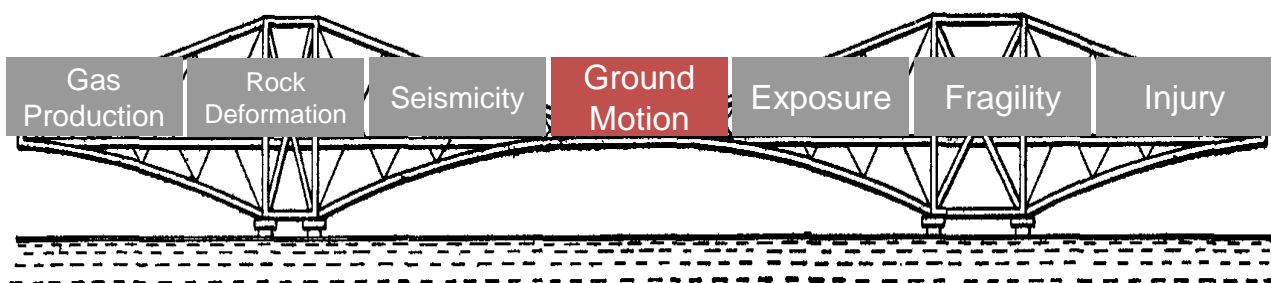 Gas
Production
Rock
Deformation
Seismicity
Ground
Motion
Exposure
Fragility
Injury